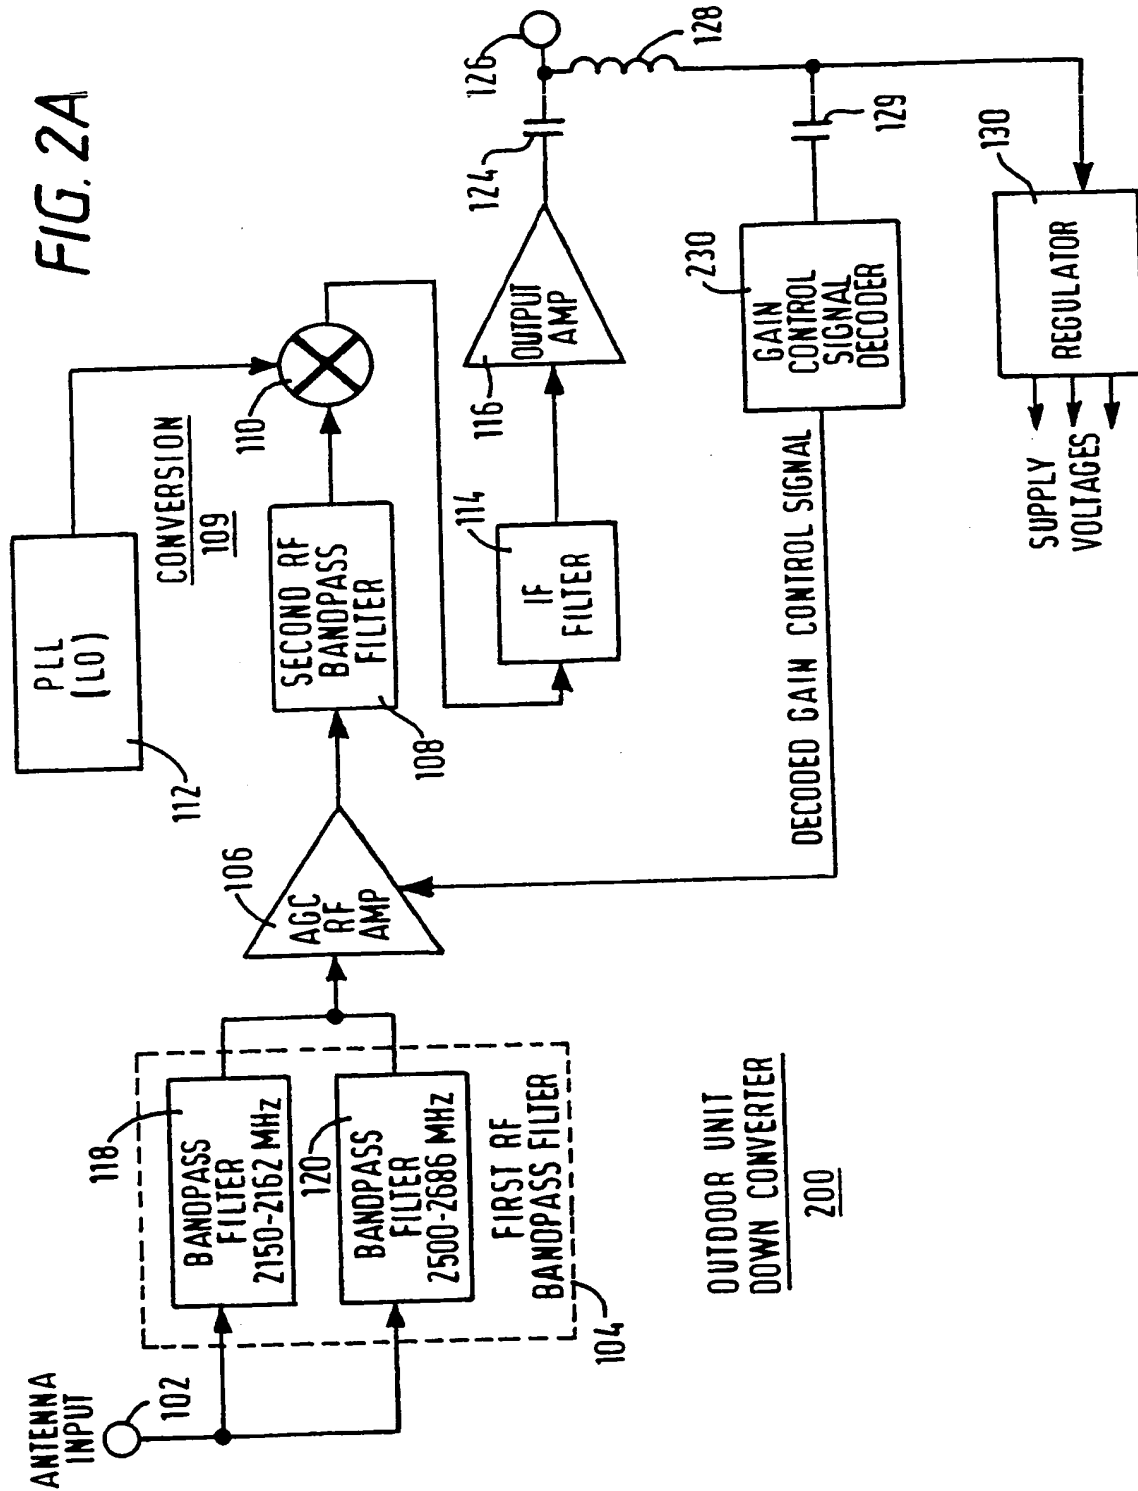 FIG. 2A
ANTENNA
INPUT
102
118
BANDPASS
FILTER
2150-2162 MHz
120
BANDPASS
FILTER
2500-2686 MHz
FIRST RF
BANDPASS FILTER
104
106
AGC
RF
AMP
PLL
(LO)
112
CONVERSION
109
SECOND RF
BANDPASS
FILTER
108
110
114
IF
FILTER
116
OUTPUT
AMP
124
126
128
129
230
GAIN
CONTROL
SIGNAL
DECODER
DECODED GAIN CONTROL SIGNAL
130
REGULATOR
SUPPLY
VOLTAGES
OUTDOOR UNIT
DOWN CONVERTER
200